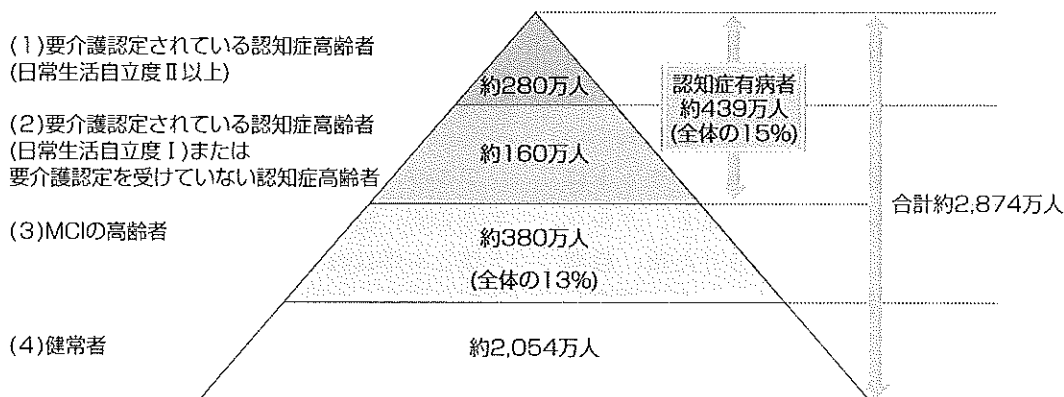 (1)要介護認定されている認知症高齢者
(日常生活自立度Ⅱ以上)
約280万人
(2)要介護認定されている認知症高齢者
(日常生活自立度Ⅰ)または
要介護認定を受けていない認知症高齢者
約160万人
認知症有病者
約439万人
(全体の15%)
(3)MCIの高齢者
約380万人
(全体の13%)
(4)健常者
約2,054万人
合計約2,874万人